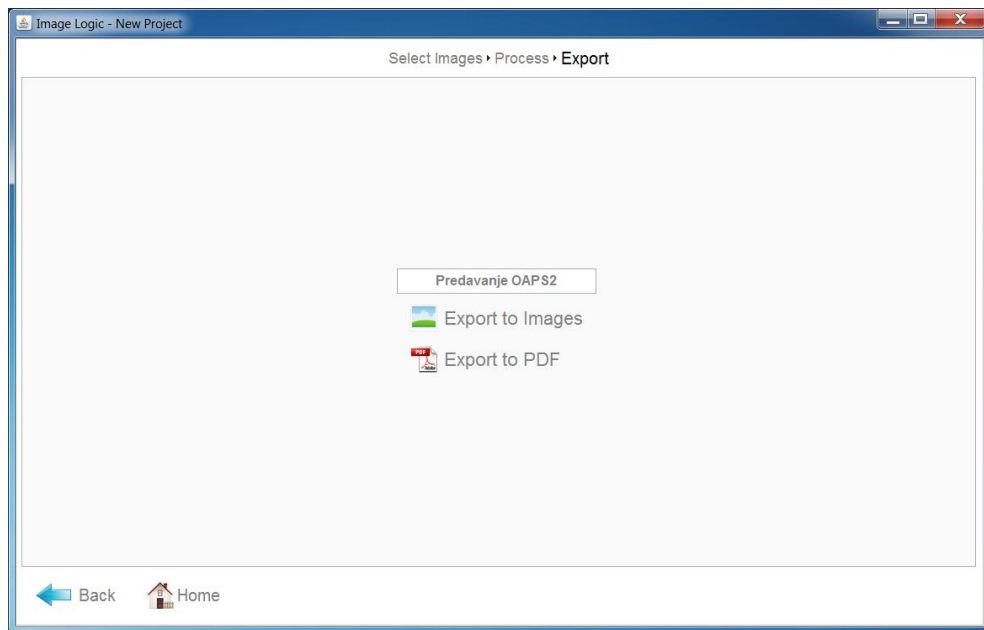 Image Logic - New Project
Select Images ‣ Process ‣ Export
Predavanje OAPS2
Export to Images
PDF
Export to PDF
Back Home